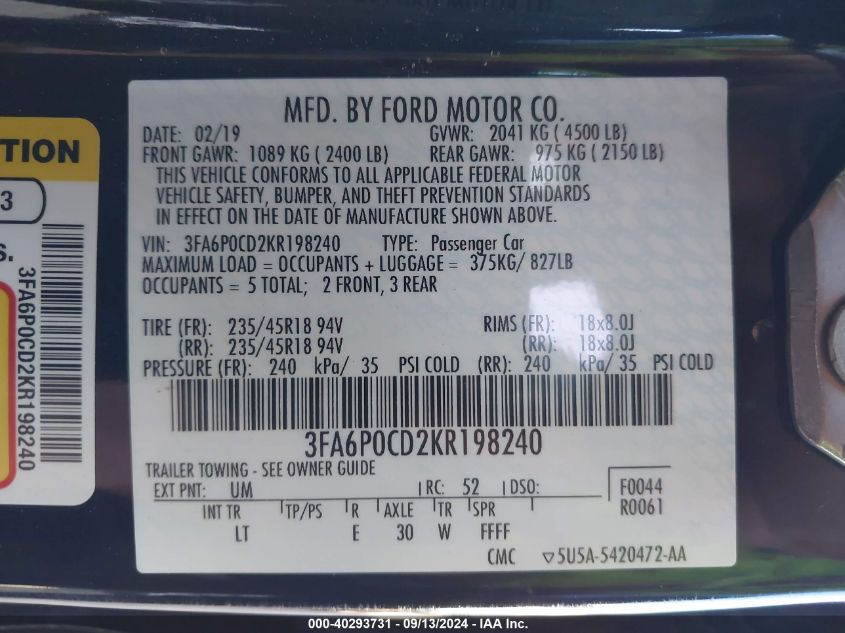 MFD. BY FORD MOTOR CO.
DATE: 02/19 GVWR: 2041 KG ( 4500 LB)
FRONT GAWR: 1089 KG ( 2400 LB) REAR GAWR: 975 KG ( 2150 LB)
THIS VEHICLE CONFORMS TO ALL APPLICABLE FEDERAL MOTOR
VEHICLE SAFETY, BUMPER, AND THEFT PREVENTION STANDARDS
IN EFFECT ON THE DATE OF MANUFACTURE SHOWN ABOVE.
VIN: 3FA6P0CD2KR198240 TYPE: Passenger Car
MAXIMUM LOAD = OCCUPANTS + LUGGAGE = 375KG/ 827LB
OCCUPANTS = 5 TOTAL; 2 FRONT, 3 REAR
TIRE (FR): 235/45R18 94V RIMS (FR): 18x8.0J
(RR): 235/45R18 94V (RR): 18x8.0J
PRESSURE (FR): 240 kPa/ 35 PSI COLD (RR): 240 kPa/ 35 PSI COLD
3FA6P0CD2KR198240
TRAILER TOWING - SEE OWNER GUIDE
EXT PNT: UM RC: 52 DSO: F0044
INT TR TP/PS R AXLE TR SPR R0061
LT E 30 W FFFF
CMC ▽5U5A-5420472-AA
TION
3
S.
3FA6P0CD2KR198240
000-40293731 - 09/13/2024 - IAA Inc.